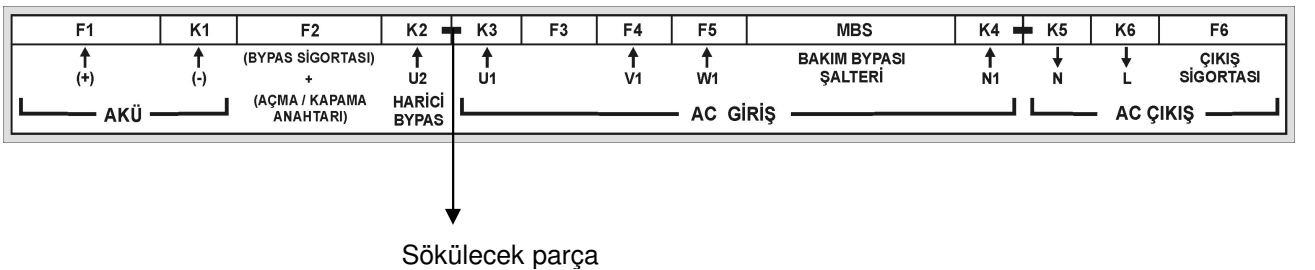 F1 K1 F2 K2 K3 F3 F4 F5 MBS K4 K5 K6 F6
(+) (-) (BYPAS SİGORTASI) U2 U1 V1 W1 BAKIM BYPASI N1 N L ÇIKIŞ
+ ŞALTERİ SİGORTASI
(AÇMA / KAPAMA HARİCİ
ANAHTARI) BYPAS
AKÜ AC GİRİŞ AC ÇIKIŞ
Sökülecek parça